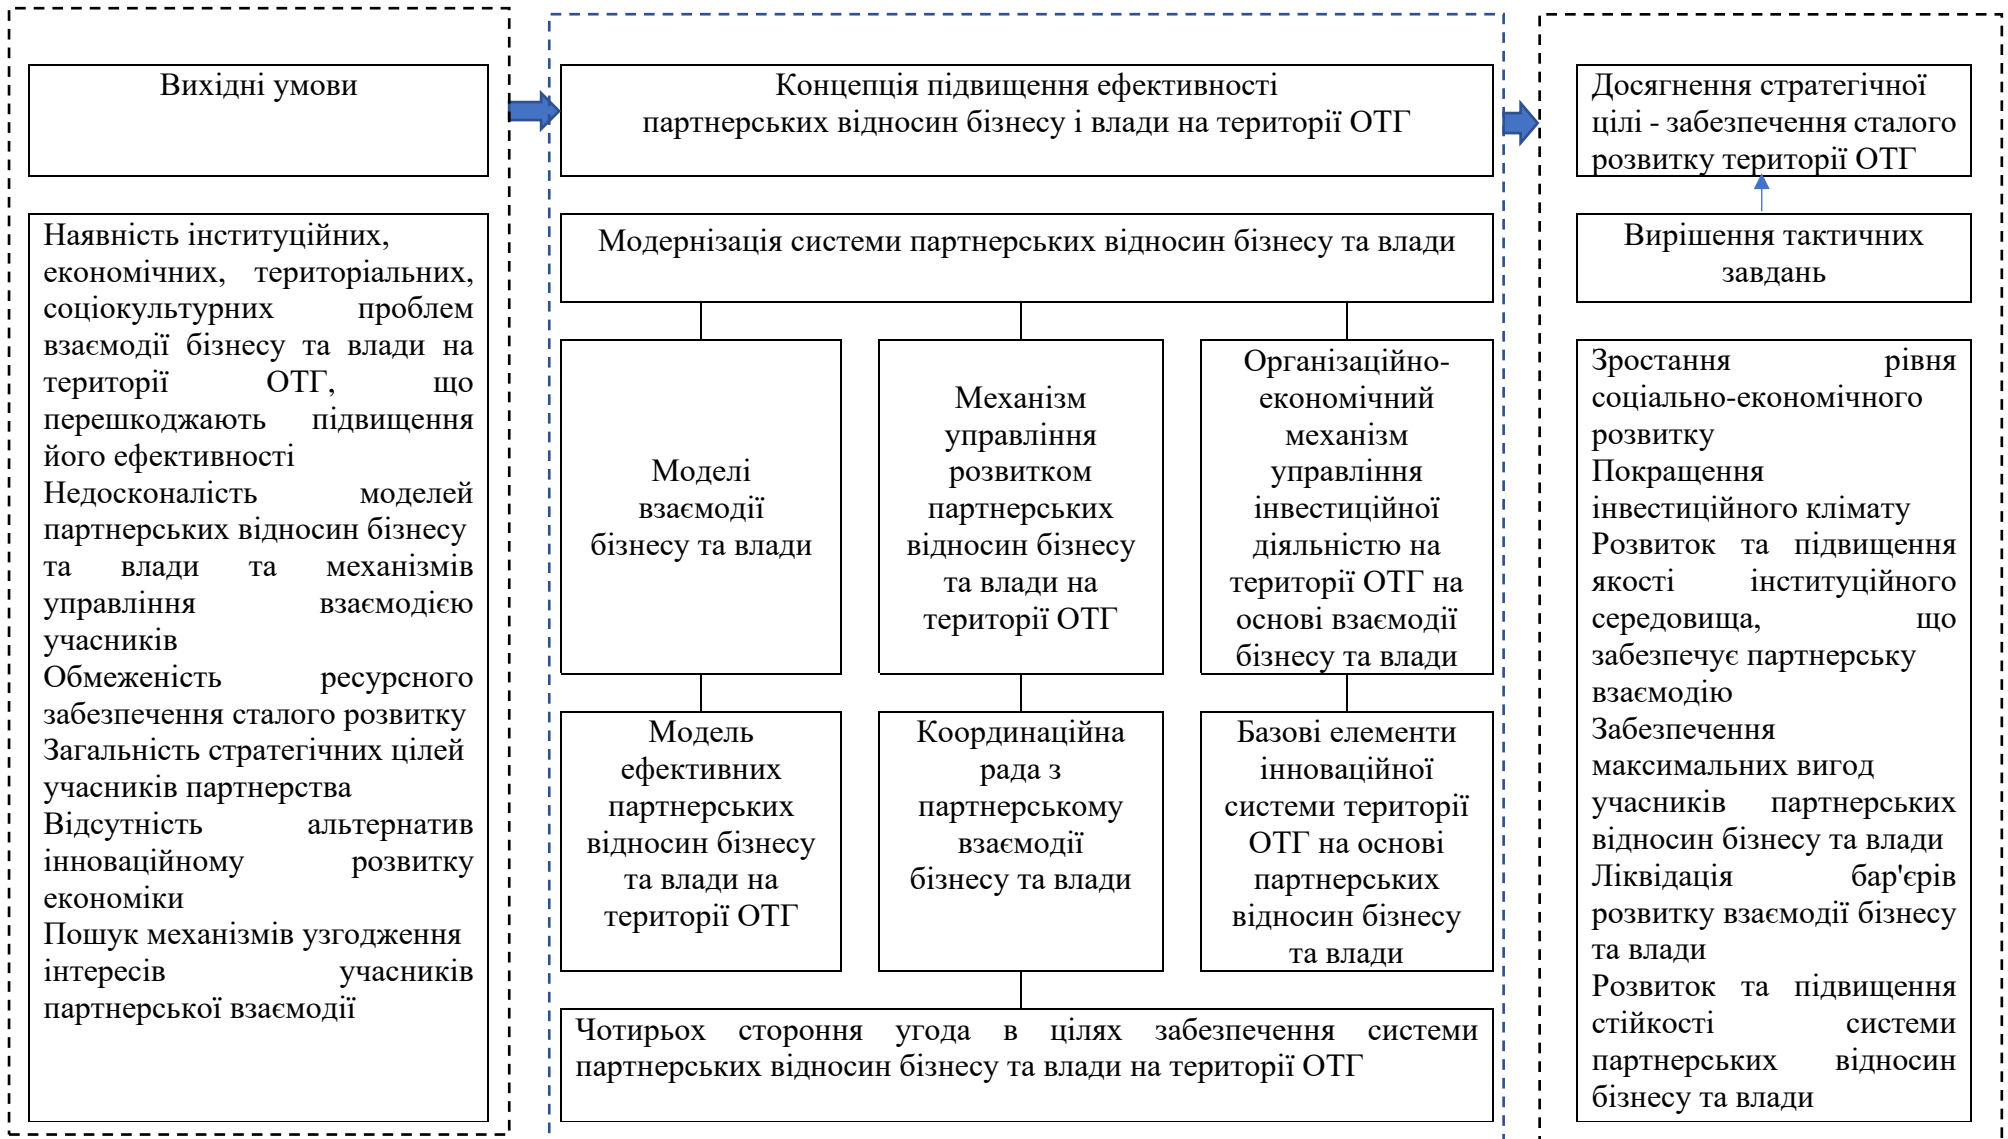 Вихідні умови
Наявність інституційних,
економічних, територіальних,
соціокультурних проблем
взаємодії бізнесу та влади на
території ОТГ, що
перешкоджають підвищення
його ефективності
Недосконалість моделей
партнерських відносин бізнесу
та влади та механізмів
управління взаємодією
учасників
Обмеженість ресурсного
забезпечення сталого розвитку
Загальність стратегічних цілей
учасників партнерства
Відсутність альтернатив
інноваційному розвитку
економіки
Пошук механізмів узгодження
інтересів учасників
партнерської взаємодії
Концепція підвищення ефективності
партнерських відносин бізнесу і влади на території ОТГ
Модернізація системи партнерських відносин бізнесу та влади
Моделі
взаємодії
бізнесу та влади
Механізм
управління
розвитком
партнерських
відносин бізнесу
та влади на
території ОТГ
Організаційно-
економічний
механізм
управління
інвестиційної
діяльністю на
території ОТГ на
основі взаємодії
бізнесу та влади
Модель
ефективних
партнерських
відносин бізнесу
та влади на
території ОТГ
Координаційна
рада з
партнерському
взаємодії
бізнесу та влади
Базові елементи
інноваційної
системи території
ОТГ на основі
партнерських
відносин бізнесу
та влади
Чотирьох стороння угода в цілях забезпечення системи
партнерських відносин бізнесу та влади на території ОТГ
Досягнення стратегічної
цілі - забезпечення сталого
розвитку території ОТГ
Вирішення тактичних
завдань
Зростання рівня
соціально-економічного
розвитку
Покращення
інвестиційного клімату
Розвиток та підвищення
якості інституційного
середовища, що
забезпечує партнерську
взаємодію
Забезпечення
максимальних вигод
учасників партнерських
відносин бізнесу та влади
Ліквідація бар'єрів
розвитку взаємодії бізнесу
та влади
Розвиток та підвищення
стійкості системи
партнерських відносин
бізнесу та влади